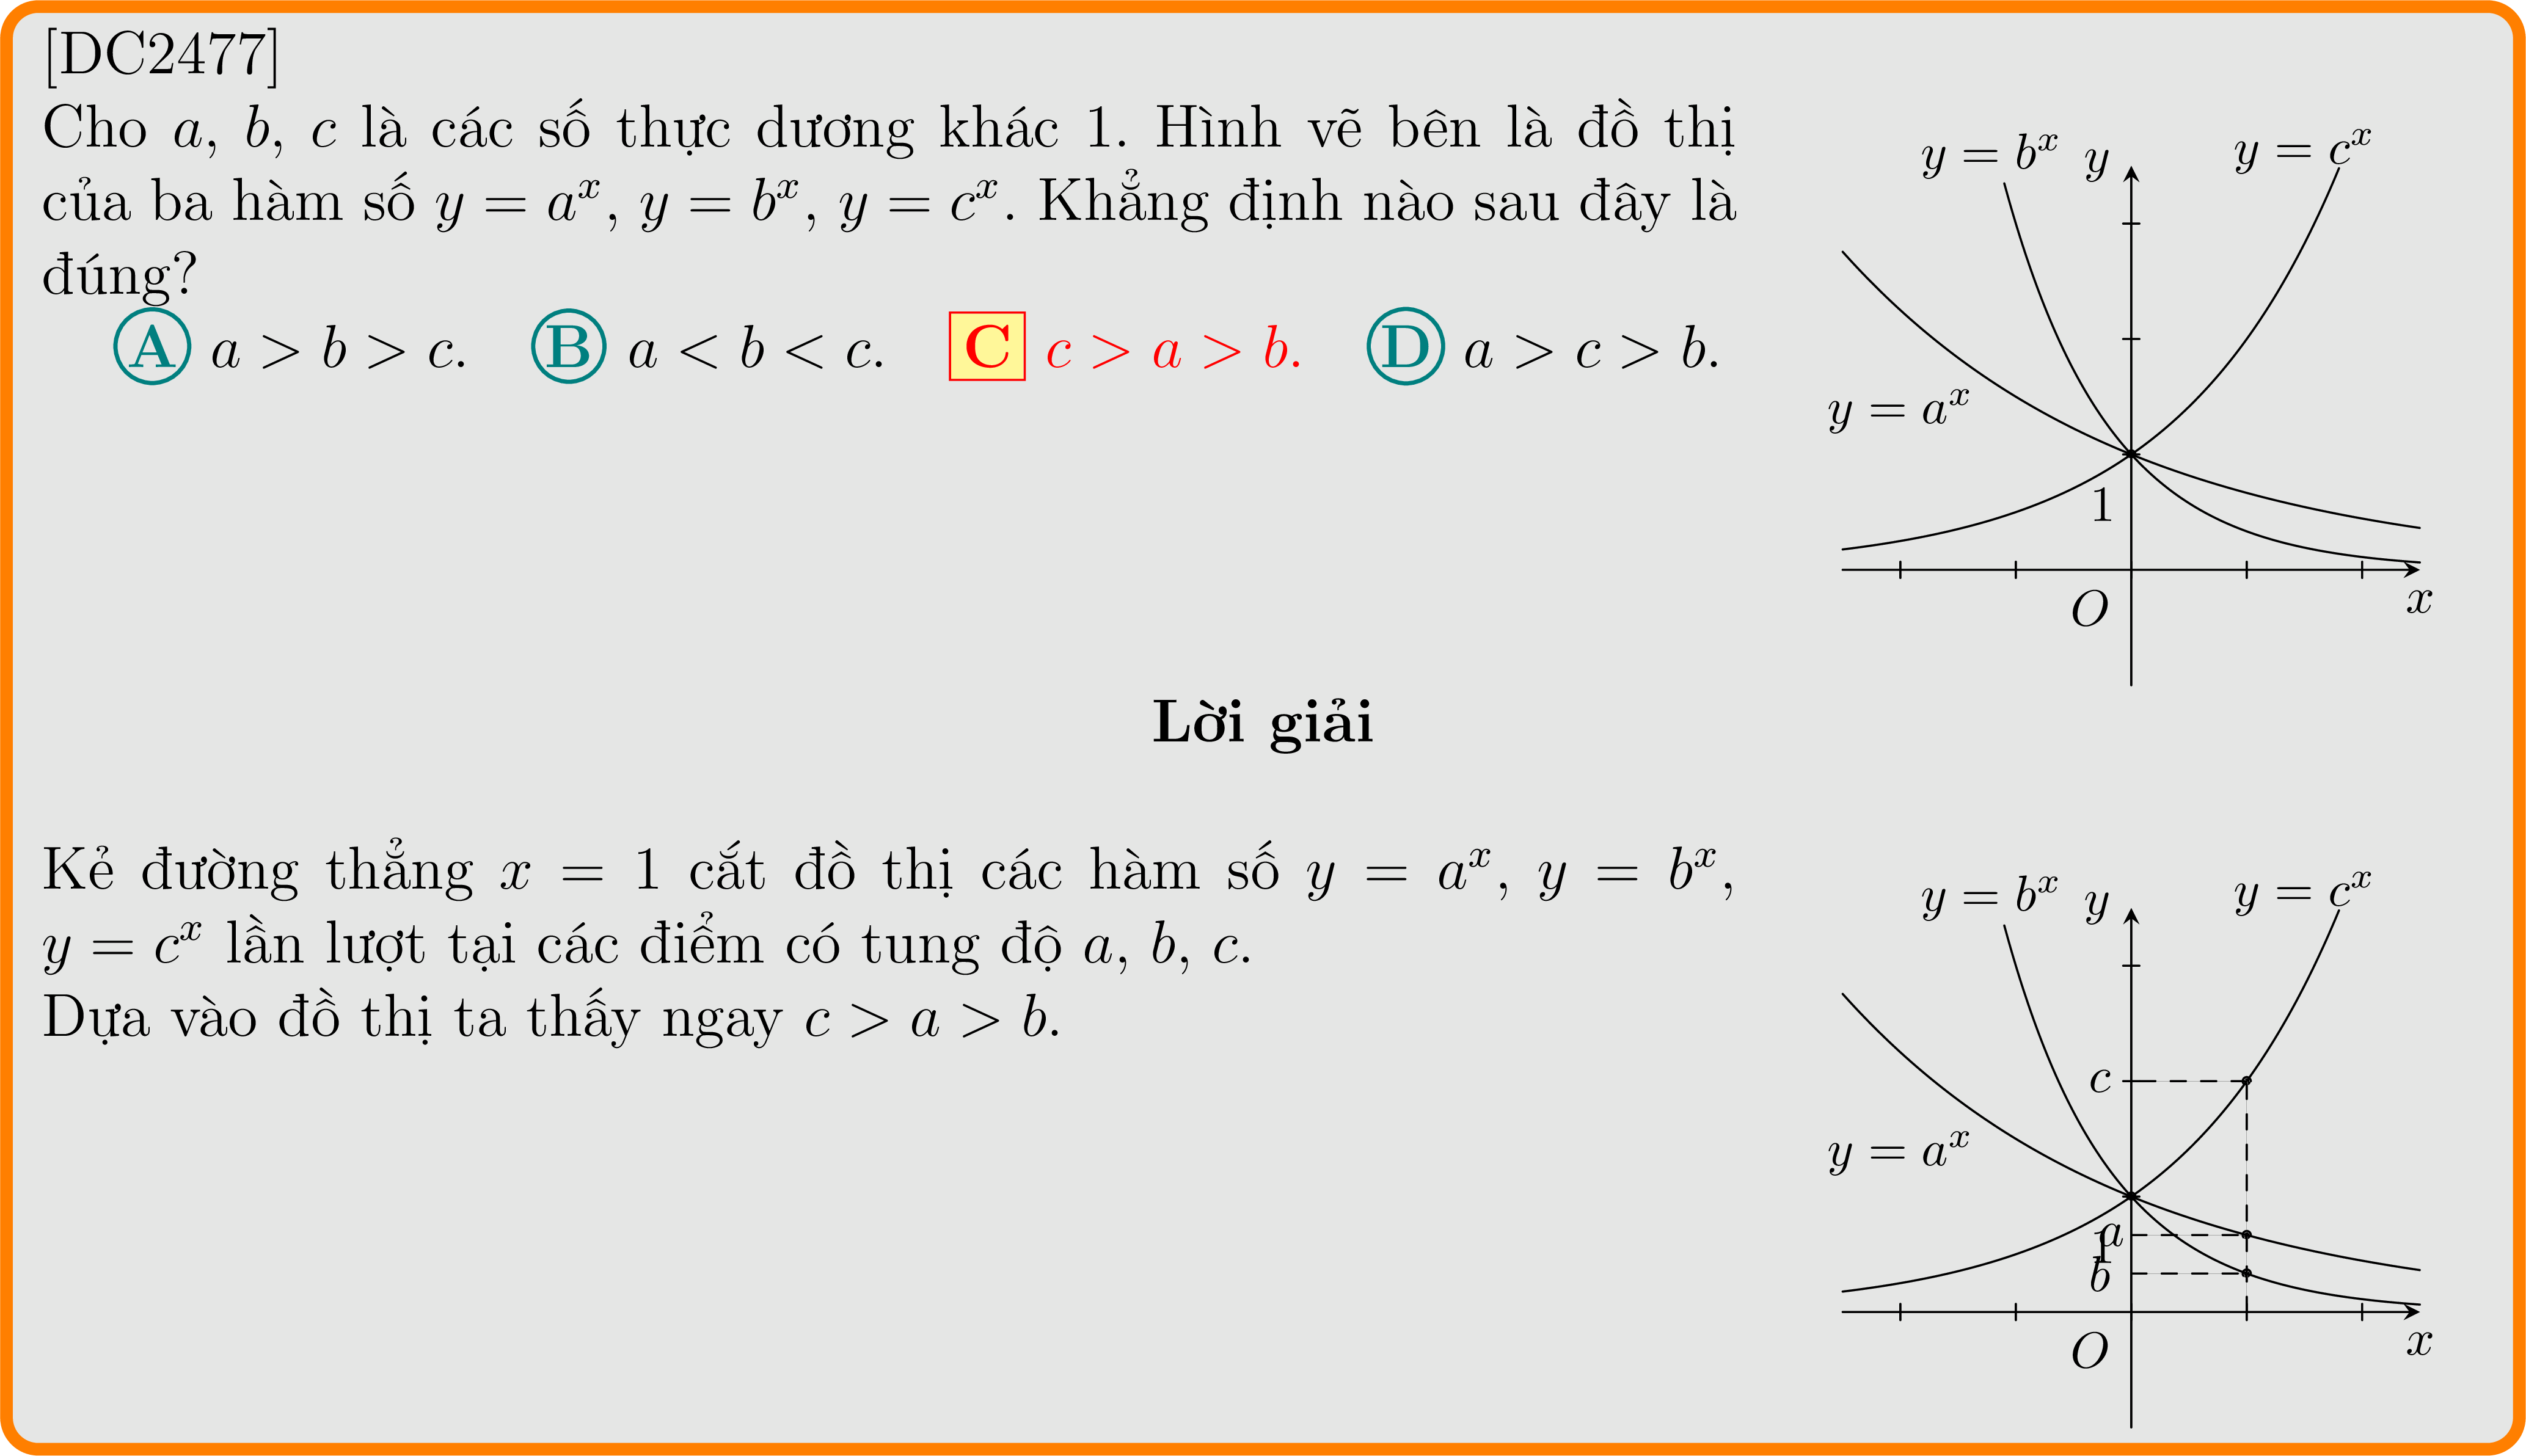 [DC2477]
Cho a, b, c là các số thực dương khác 1. Hình vẽ bên là đồ thị
của ba hàm số y = a^x, y = b^x, y = c^x. Khẳng định nào sau đây là
đúng?
A a > b > c. B a < b < c. C c > a > b. D a > c > b.
y = b^x y y = c^x
y = a^x
1
O x
Lời giải
Kẻ đường thẳng x = 1 cắt đồ thị các hàm số y = a^x, y = b^x,
y = c^x lần lượt tại các điểm có tung độ a, b, c.
Dựa vào đồ thị ta thấy ngay c > a > b.
y = b^x y y = c^x
c
y = a^x
a
1
b
O x